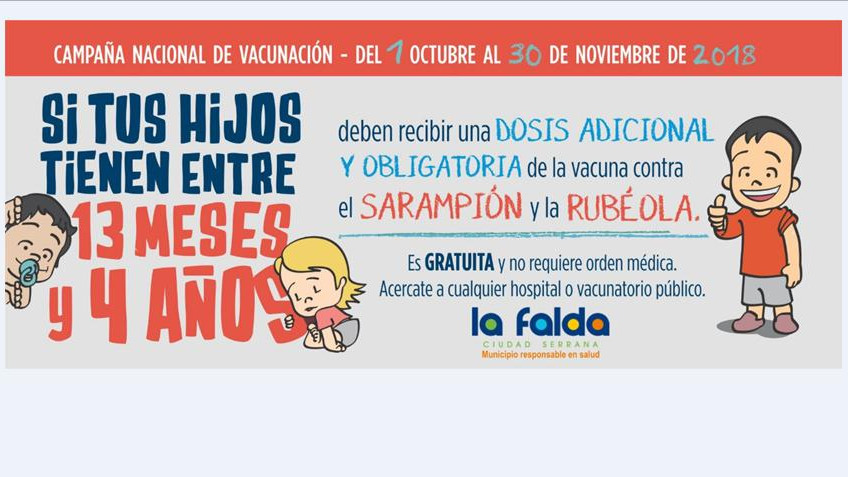 CAMPAÑA NACIONAL DE VACUNACIÓN - DEL 1 OCTUBRE AL 30 DE NOVIEMBRE DE 2018
Si TUS HiJOS
TiENEN ENTRE
13 MESES
y 4 AÑOS
deben recibir una DOSIS ADICIONAL
Y OBLIGATORIA de la vacuna contra
el SARAMPIÓN y la RUBÉOLA.
Es GRATUITA y no requiere orden médica.
Acercate a cualquier hospital o vacunatorio público.
la falda
CIUDAD SERRANA
Municipio responsable en salud